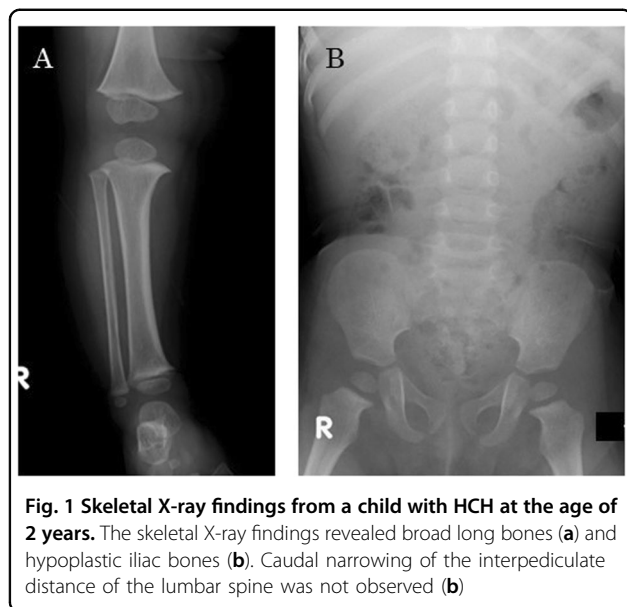 A
B
R
R
Fig. 1 Skeletal X-ray findings from a child with HCH at the age of
2 years. The skeletal X-ray findings revealed broad long bones (a) and
hypoplastic iliac bones (b). Caudal narrowing of the interpediculate
distance of the lumbar spine was not observed (b)